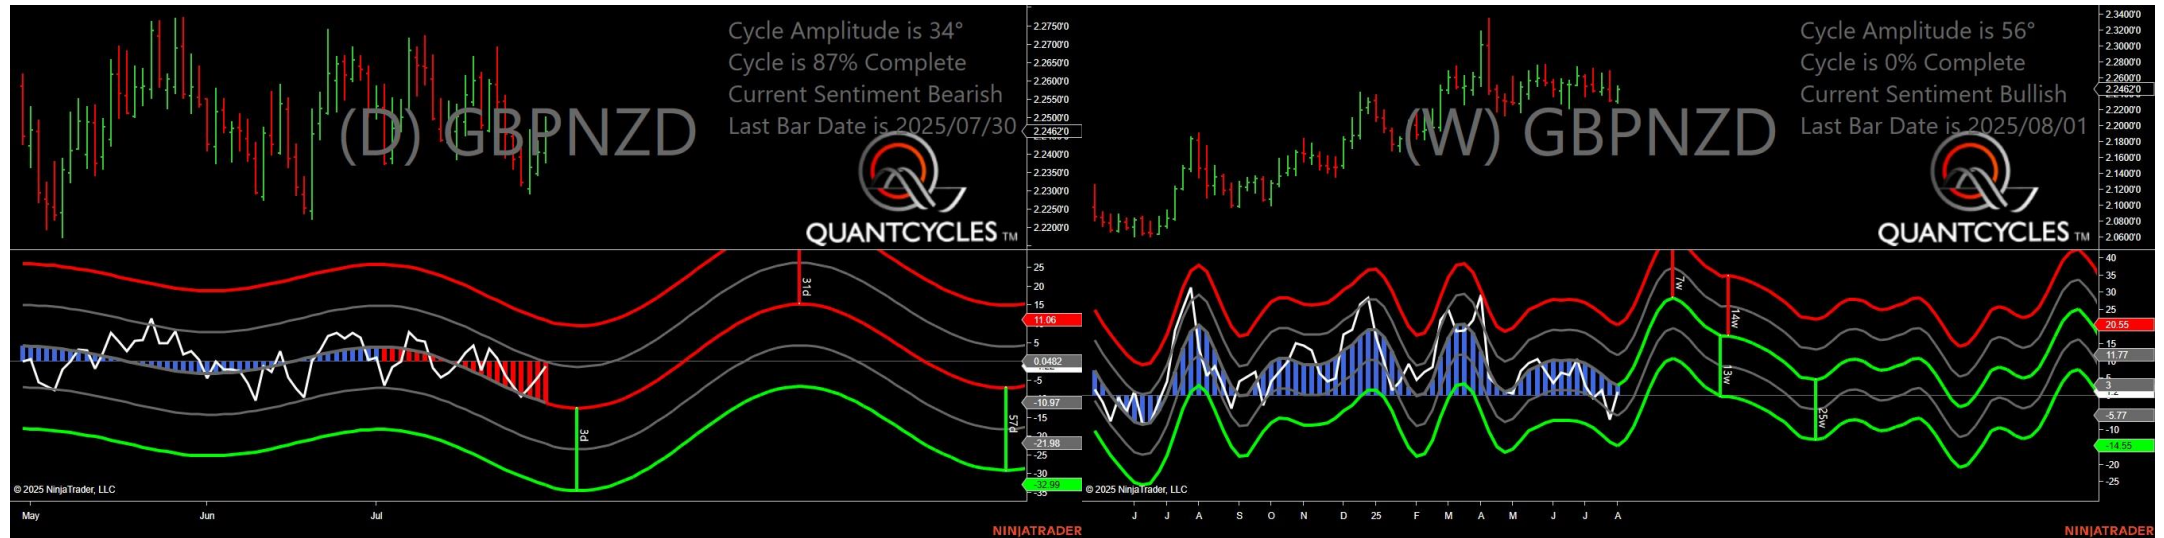 Cycle Amplitude is 34°
Cycle is 87% Complete
Current Sentiment Bearish
Last Bar Date is 2025/07/30
(D) GBPNZD
QUANTCYCLES TM
2.2750'0
2.2700'0
2.2650'0
2.2600'0
2.2550'0
2.2462'0
2.2400'0
2.2350'0
2.2300'0
2.2250'0
2.2200'0
31d
3d
57d
25
20
15
11.06
5
0.0482
-5
-10.97
-15
-21.98
-25
-30
-32.99
-35
© 2025 NinjaTrader, LLC
May Jun Jul
NINJATRADER
Cycle Amplitude is 56°
Cycle is 0% Complete
Current Sentiment Bullish
Last Bar Date is 2025/08/01
(W) GBPNZD
QUANTCYCLES TM
2.3400'0
2.3200'0
2.3000'0
2.2800'0
2.2600'0
2.2462'0
2.2200'0
2.2000'0
2.1800'0
2.1600'0
2.1400'0
2.1200'0
2.1000'0
2.0800'0
2.0600'0
7w
14w
13w
25w
40
35
30
25
20.55
15
11.77
3
-5.77
-10
-14.55
-20
-25
© 2025 NinjaTrader, LLC
J J A S O N D 25 F M A M J J A
NINJATRADER